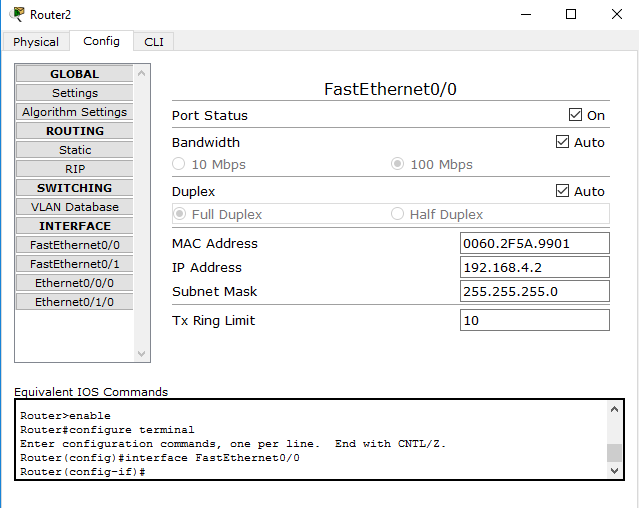 Router2
Physical Config CLI
GLOBAL
Settings
Algorithm Settings
ROUTING
Static
RIP
SWITCHING
VLAN Database
INTERFACE
FastEthernet0/0
FastEthernet0/1
Ethernet0/0/0
Ethernet0/1/0
FastEthernet0/0
Port Status On
Bandwidth Auto
10 Mbps 100 Mbps
Duplex Auto
Full Duplex Half Duplex
MAC Address 0060.2F5A.9901
IP Address 192.168.4.2
Subnet Mask 255.255.255.0
Tx Ring Limit 10
Equivalent IOS Commands
Router>enable
Router#configure terminal
Enter configuration commands, one per line.  End with CNTL/Z.
Router(config)#interface FastEthernet0/0
Router(config-if)#